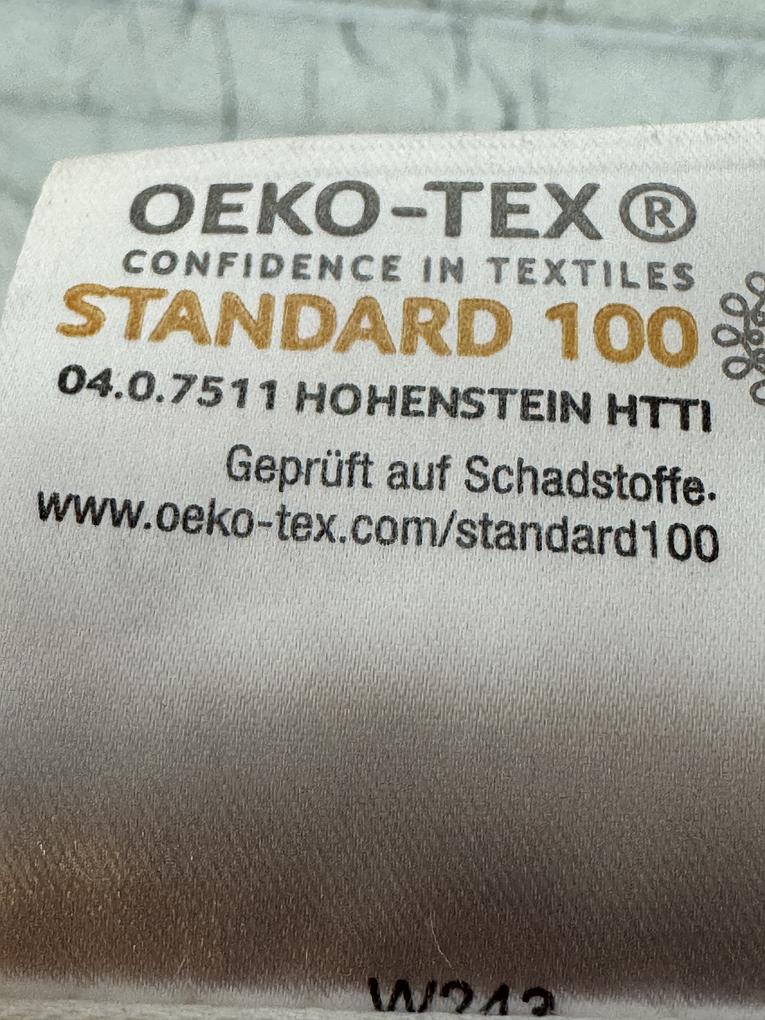 OEKO-TEX®
CONFIDENCE IN TEXTILES
STANDARD 100
04.0.7511 HOHENSTEIN HTTI
Geprüft auf Schadstoffe.
www.oeko-tex.com/standard100
W243